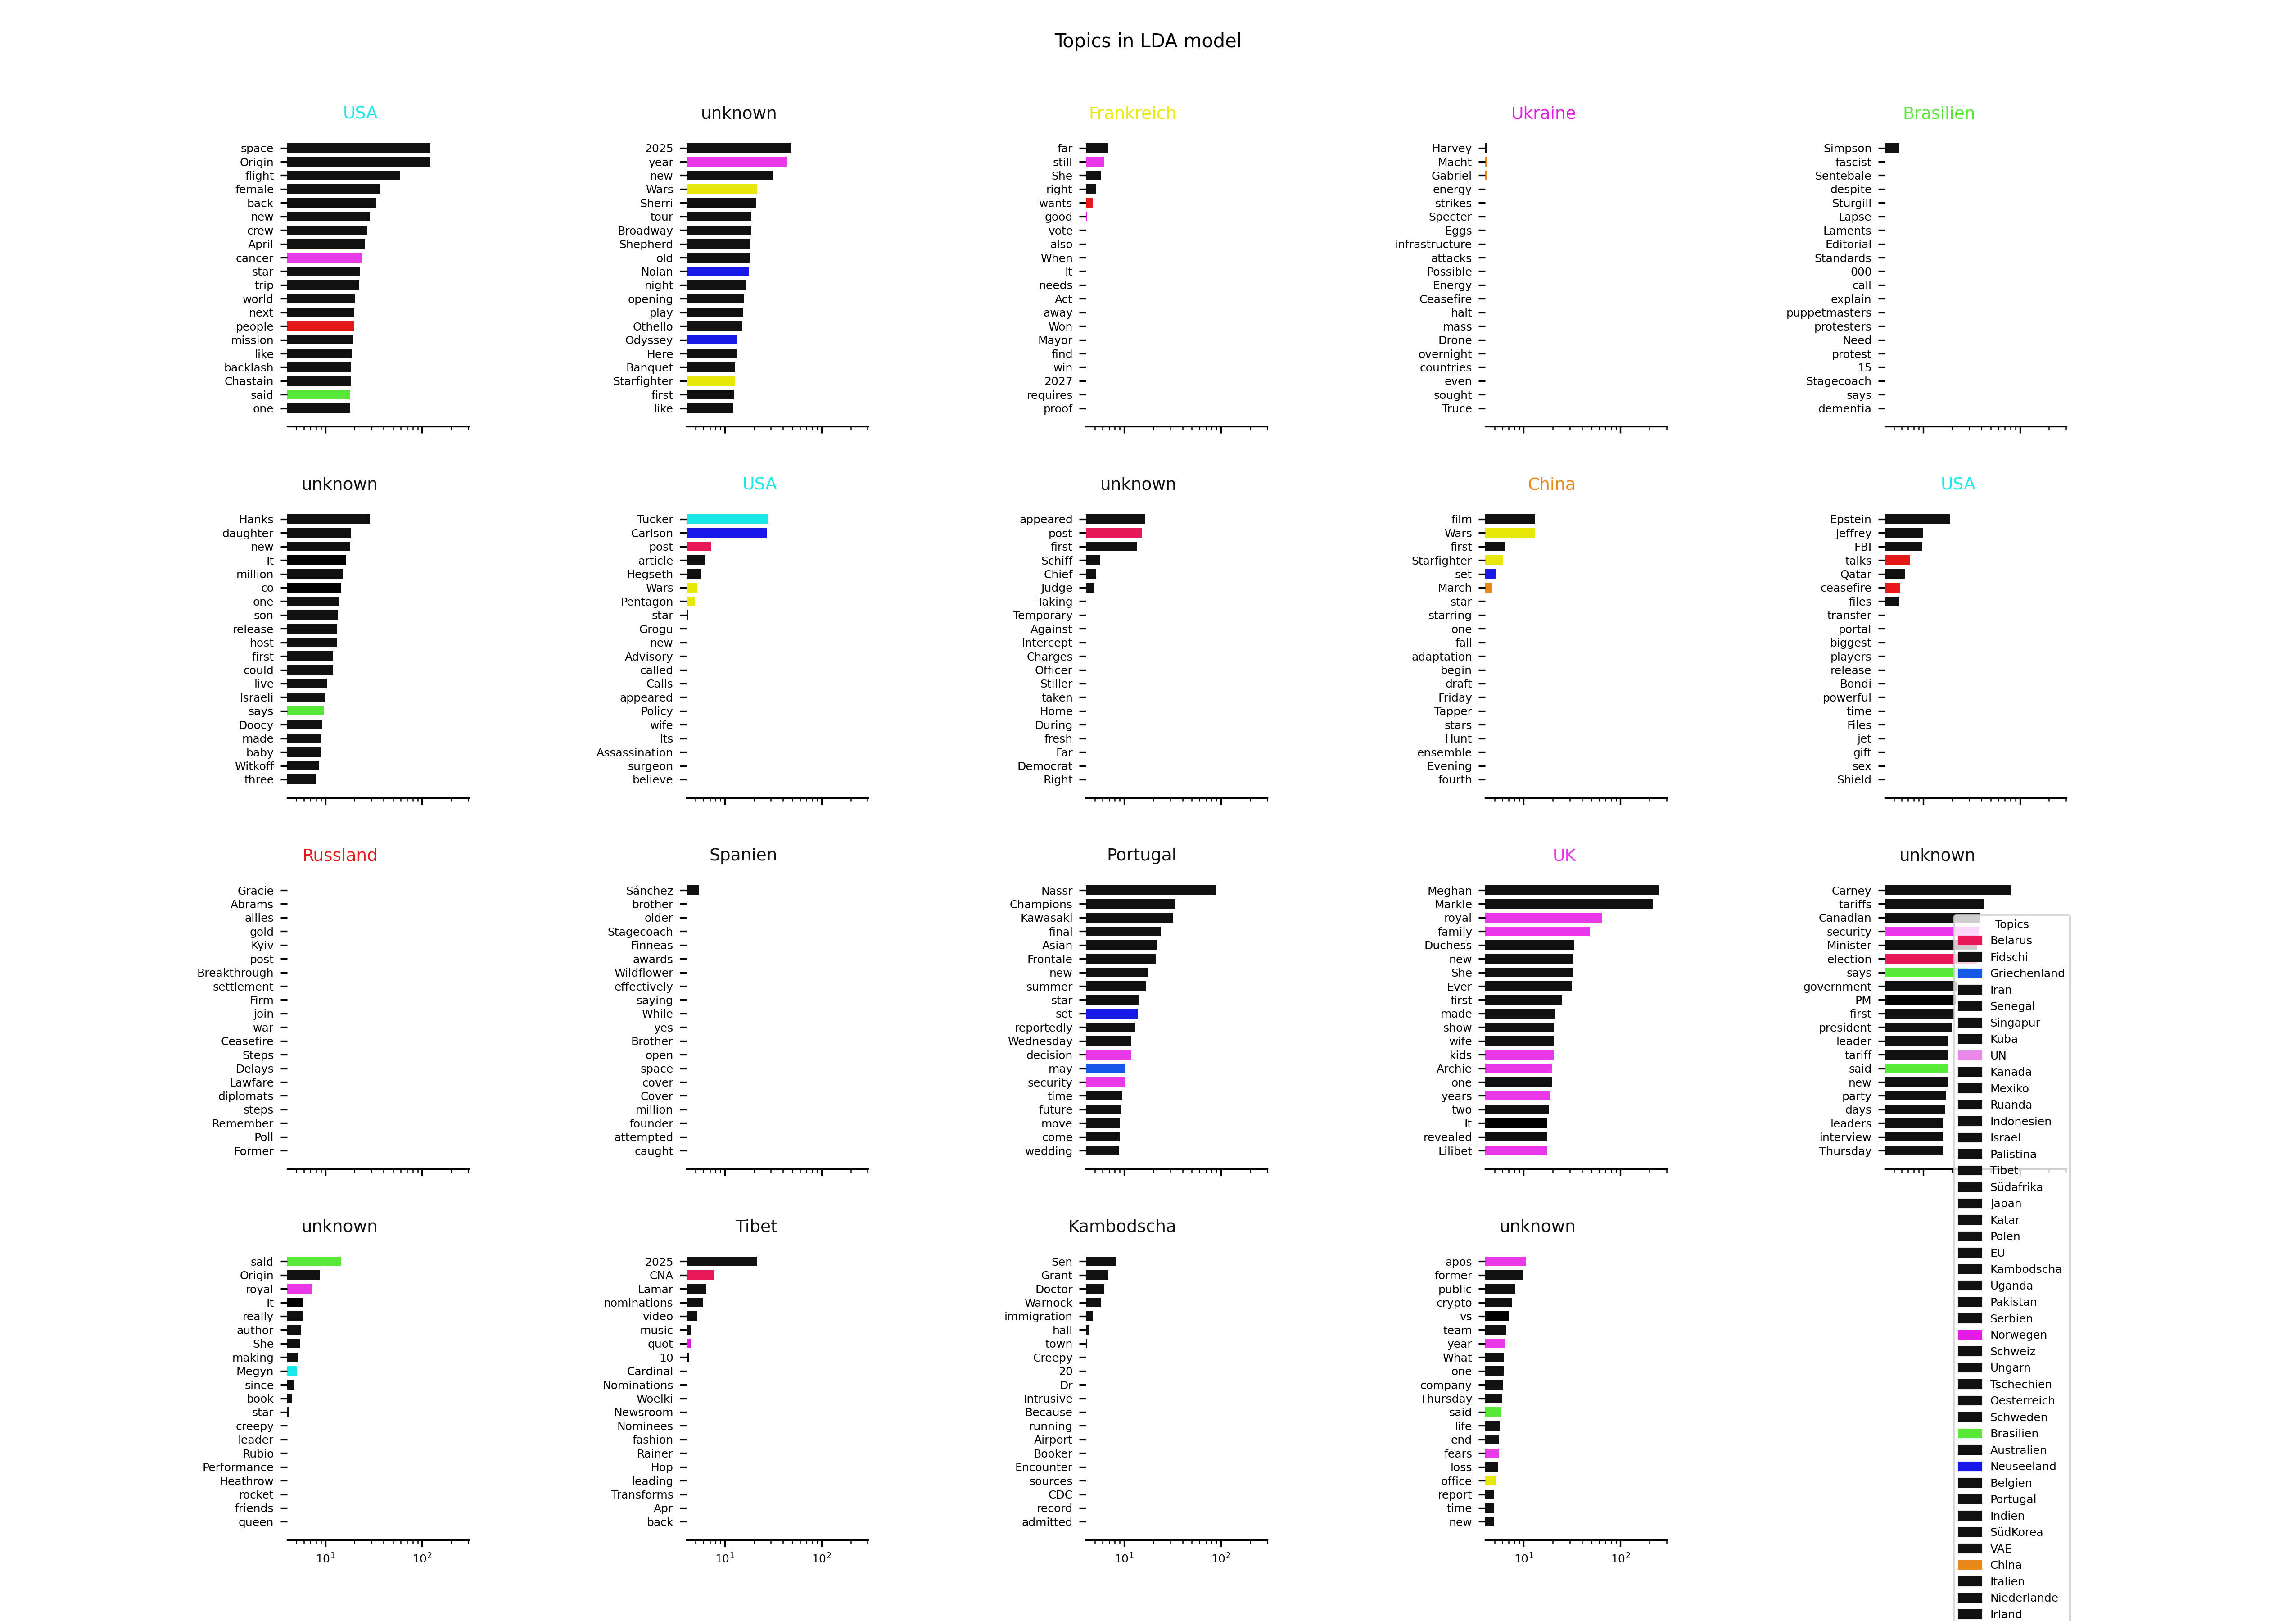 Topics in LDA model
USA
space
Origin
flight
female
back
new
crew
April
cancer
star
trip
world
next
people
mission
like
backlash
Chastain
said
one
unknown
2025
year
new
Wars
Sherri
tour
Broadway
Shepherd
old
Nolan
night
opening
play
Othello
Odyssey
Here
Banquet
Starfighter
first
like
Frankreich
far
still
She
right
wants
good
vote
also
When
It
needs
Act
away
Won
Mayor
find
win
2027
requires
proof
Ukraine
Harvey
Macht
Gabriel
energy
strikes
Specter
Eggs
infrastructure
attacks
Possible
Energy
Ceasefire
halt
mass
Drone
overnight
countries
even
sought
Truce
Brasilien
Simpson
fascist
Sentebale
despite
Sturgill
Lapse
Laments
Editorial
Standards
000
call
explain
puppetmasters
protesters
Need
protest
15
Stagecoach
says
dementia
unknown
Hanks
daughter
new
It
million
co
one
son
release
host
first
could
live
Israeli
says
Doocy
made
baby
Witkoff
three
USA
Tucker
Carlson
post
article
Hegseth
Wars
Pentagon
star
Grogu
new
Advisory
called
Calls
appeared
Policy
wife
Its
Assassination
surgeon
believe
unknown
appeared
post
first
Schiff
Chief
Judge
Taking
Temporary
Against
Intercept
Charges
Officer
Stiller
taken
Home
During
fresh
Far
Democrat
Right
China
film
Wars
first
Starfighter
set
March
star
starring
one
fall
adaptation
begin
draft
Friday
Tapper
stars
Hunt
ensemble
Evening
fourth
USA
Epstein
Jeffrey
FBI
talks
Qatar
ceasefire
files
transfer
portal
biggest
players
release
Bondi
powerful
time
Files
jet
gift
sex
Shield
Russland
Gracie
Abrams
allies
gold
Kyiv
post
Breakthrough
settlement
Firm
join
war
Ceasefire
Steps
Delays
Lawfare
diplomats
steps
Remember
Poll
Former
Spanien
Sánchez
brother
older
Stagecoach
Finneas
awards
Wildflower
effectively
saying
While
yes
Brother
open
space
cover
Cover
million
founder
attempted
caught
Portugal
Nassr
Champions
Kawasaki
final
Asian
Frontale
new
summer
star
set
reportedly
Wednesday
decision
may
security
time
future
move
come
wedding
UK
Meghan
Markle
royal
family
Duchess
new
She
Ever
first
made
show
wife
kids
Archie
one
years
two
It
revealed
Lilibet
unknown
Carney
tariffs
Canadian
security
Minister
election
says
government
PM
first
president
leader
tariff
said
new
party
days
leaders
interview
Thursday
unknown
said
Origin
royal
It
really
author
She
making
Megyn
since
book
star
creepy
leader
Rubio
Performance
Heathrow
rocket
friends
queen
10¹ 10²
Tibet
2025
CNA
Lamar
nominations
video
music
quot
10
Cardinal
Nominations
Woelki
Newsroom
Nominees
fashion
Rainer
Hop
leading
Transforms
Apr
back
10¹ 10²
Kambodscha
Sen
Grant
Doctor
Warnock
immigration
hall
town
Creepy
20
Dr
Intrusive
Because
running
Airport
Booker
Encounter
sources
CDC
record
admitted
10¹ 10²
unknown
apos
former
public
crypto
vs
team
year
What
one
company
Thursday
said
life
end
fears
loss
office
report
time
new
10¹ 10²
Topics
Belarus
Fidschi
Griechenland
Iran
Senegal
Singapur
Kuba
UN
Kanada
Mexiko
Ruanda
Indonesien
Israel
Palistina
Tibet
Südafrika
Japan
Katar
Polen
EU
Kambodscha
Uganda
Pakistan
Serbien
Norwegen
Schweiz
Ungarn
Tschechien
Oesterreich
Schweden
Brasilien
Australien
Neuseeland
Belgien
Portugal
Indien
SüdKorea
VAE
China
Italien
Niederlande
Irland